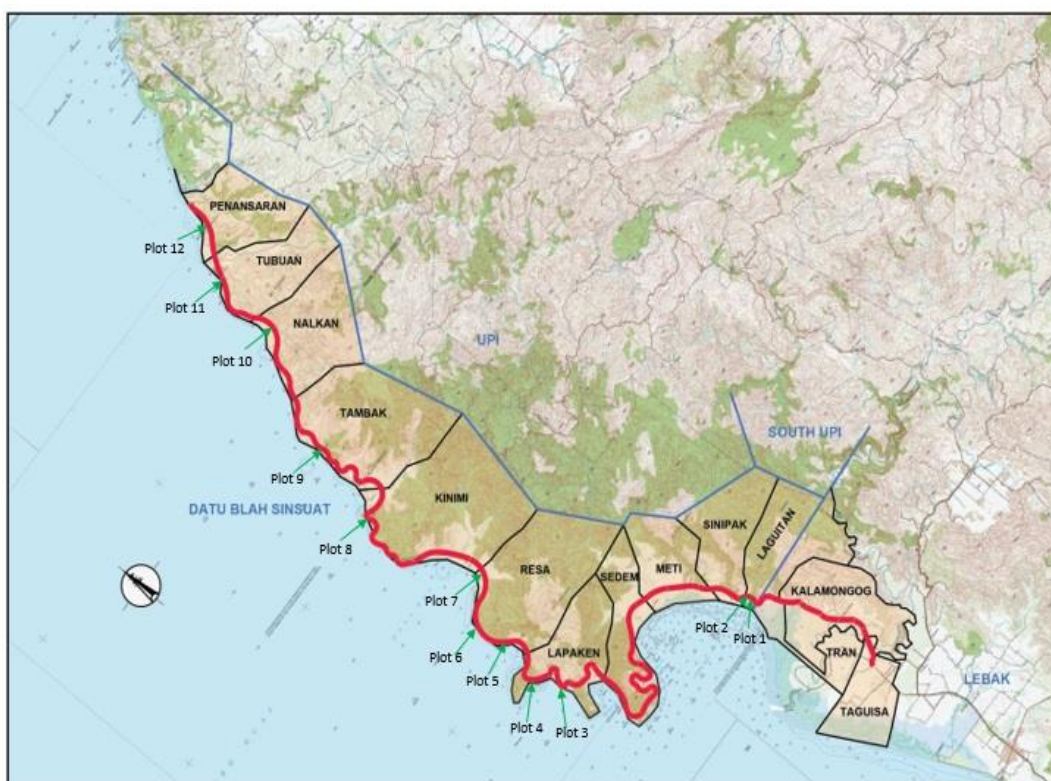 PENANSARAN
Plot 12
TUBUAN
Plot 11
NALKAN
Plot 10
UPI
TAMBAK
SOUTH UPI
Plot 9
KINIMI
SINIPAK
LAGUITAN
DATU BLAH SINSUAT
Plot 8
RESA
SEDEM
METI
KALAMONGOG
Plot 7
Plot 2
Plot 1
Plot 6
LAPAKEN
TRAN
Plot 5
LEBAK
TAGUISA
Plot 4
Plot 3